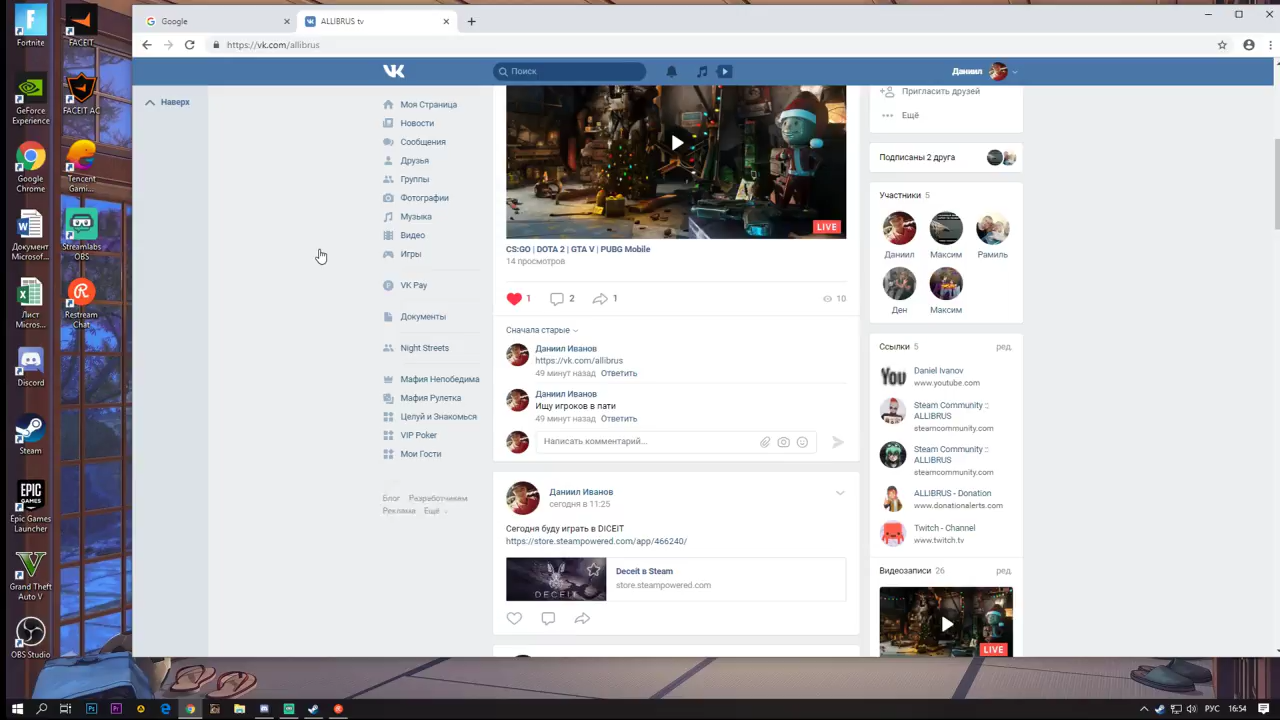 Google
ALLIBRUS tv
https://vk.com/allibrus
Поиск
Даниил
Наверх
Моя Страница
Новости
Сообщения
Друзья
Группы
Фотографии
Музыка
Видео
Игры
VK Pay
Документы
Night Streets
Мафия Непобедима
Мафия Рулетка
Целуй и Знакомься
VIP Poker
Мои Гости
Блог Разработчикам
Реклама Ещё
LIVE
CS:GO | DOTA 2 | GTA V | PUBG Mobile
14 просмотров
1 2 1 10
Сначала старые
Даниил Иванов
https://vk.com/allibrus
49 минут назад Ответить
Даниил Иванов
Ищу игроков в пати
49 минут назад Ответить
Написать комментарий...
Даниил Иванов
сегодня в 11:25
Сегодня буду играть в DICEIT
https://store.steampowered.com/app/466240/
DECEIT
Deceit в Steam
store.steampowered.com
Пригласить друзей
Ещё
Подписаны 2 друга
Участники 5
Даниил Максим Рамиль
Ден Максим
Ссылки 5 ред.
You
Daniel Ivanov
www.youtube.com
Steam Community ::
ALLIBRUS
steamcommunity.com
Steam Community ::
ALLIBRUS
steamcommunity.com
ALLIBRUS - Donation
www.donationalerts.com
Twitch - Channel
www.twitch.tv
Видеозаписи 26 ред.
LIVE
Fortnite
FACEIT
GeForce
Experience
FACEIT AC
Google
Chrome
Tencent
Gami...
Документ
Microsof...
Streamlabs
OBS
Лист
Micros...
Restream
Chat
Discord
Steam
EPIC
GAMES
Epic Games
Launcher
Grand Theft
Auto V
OBS Studio
РУС 16:54